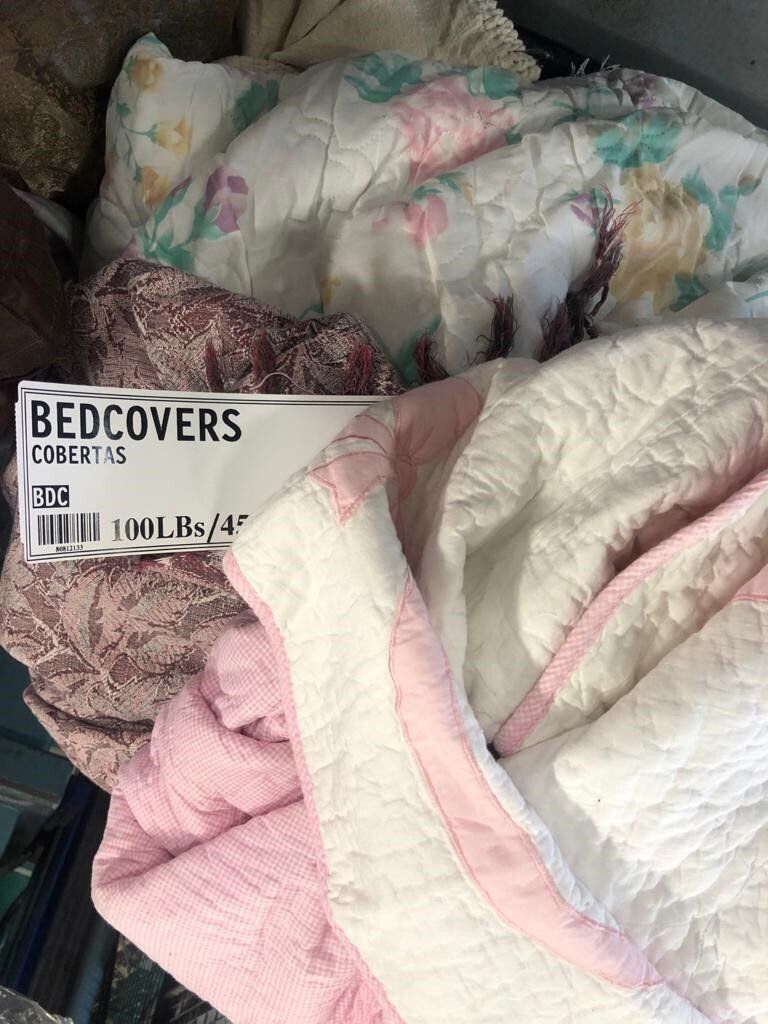 BEDCOVERS
COBERTAS
BDC
100LBs/45
80812133